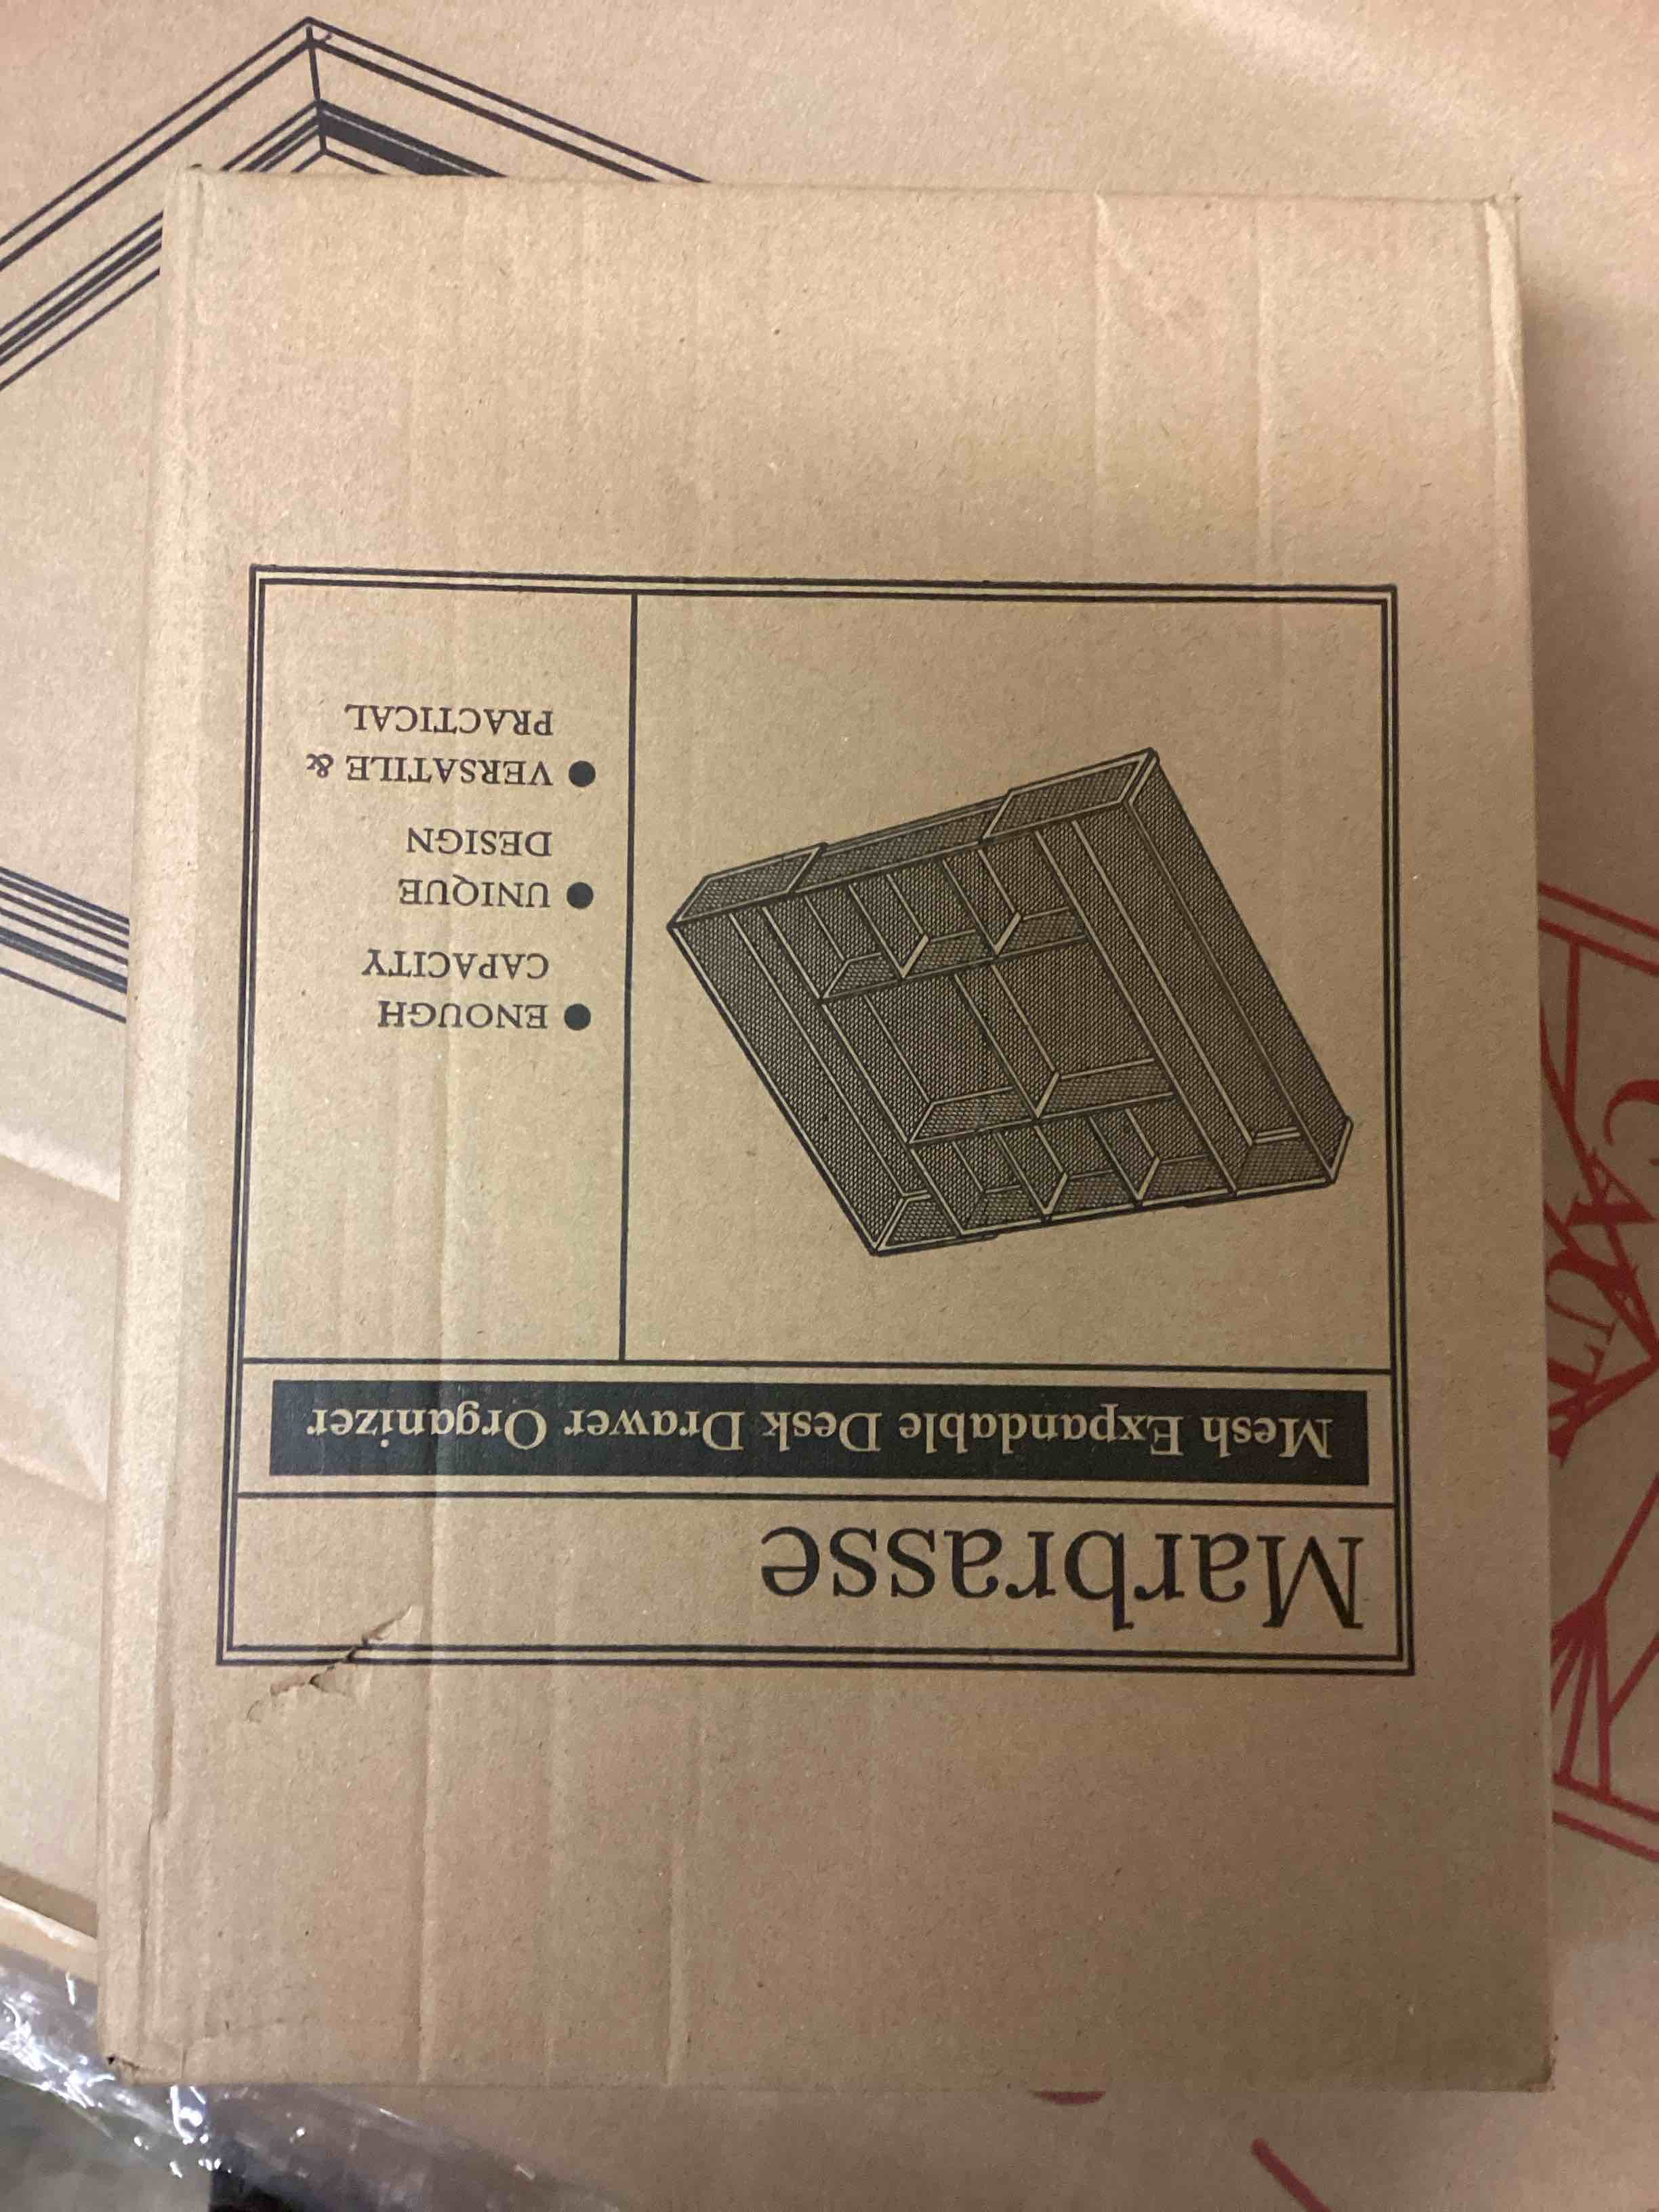 Marbrasse
Mesh Expandable Desk Drawer Organizer
● ENOUGH
CAPACITY
● UNIQUE
DESIGN
● VERSATILE &
PRACTICAL